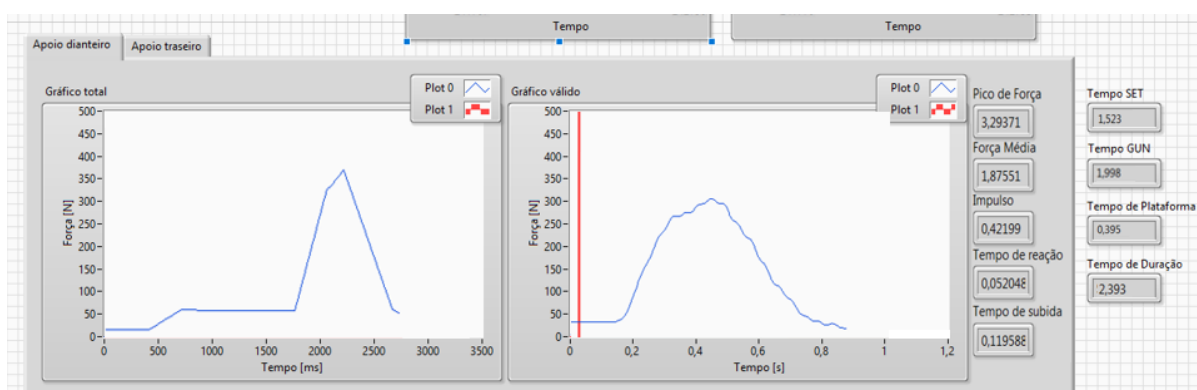 Tempo
Tempo
Apoio dianteiro
Apoio traseiro
Gráfico total
Plot 0
Plot 1
500
450
400
350
300
250
200
150
100
50
0
Força [N]
0 500 1000 1500 2000 2500 3000 3500
Tempo [ms]
Gráfico válido
Plot 0
Plot 1
500
450
400
350
300
250
200
150
100
50
0
Força [N]
0 0,2 0,4 0,6 0,8 1 1,2
Tempo [s]
Pico de Força
3,29371
Força Média
1,87551
Impulso
0,42199
Tempo de reação
0,052048
Tempo de subida
0,119588
Tempo SET
1,523
Tempo GUN
1,998
Tempo de Plataforma
0,395
Tempo de Duração
2,393